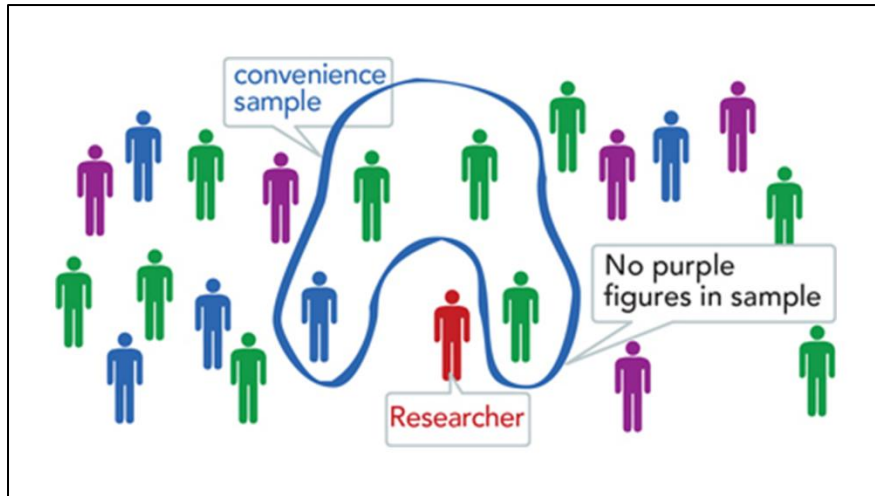 convenience
sample
No purple
figures in sample
Researcher